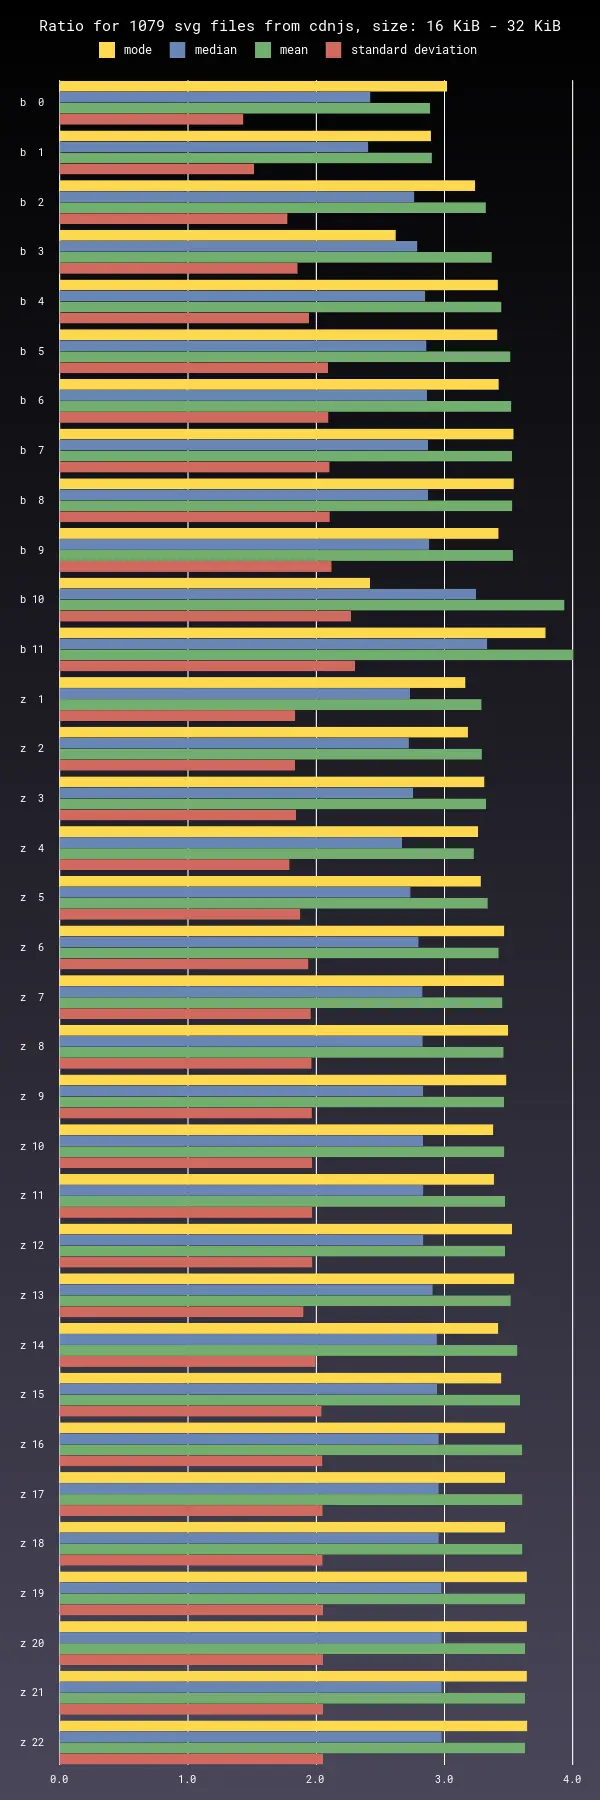 Ratio for 1079 svg files from cdnjs, size: 16 KiB - 32 KiB
mode median mean standard deviation
b 0
b 1
b 2
b 3
b 4
b 5
b 6
b 7
b 8
b 9
b 10
b 11
z 1
z 2
z 3
z 4
z 5
z 6
z 7
z 8
z 9
z 10
z 11
z 12
z 13
z 14
z 15
z 16
z 17
z 18
z 19
z 20
z 21
z 22
0.0 1.0 2.0 3.0 4.0